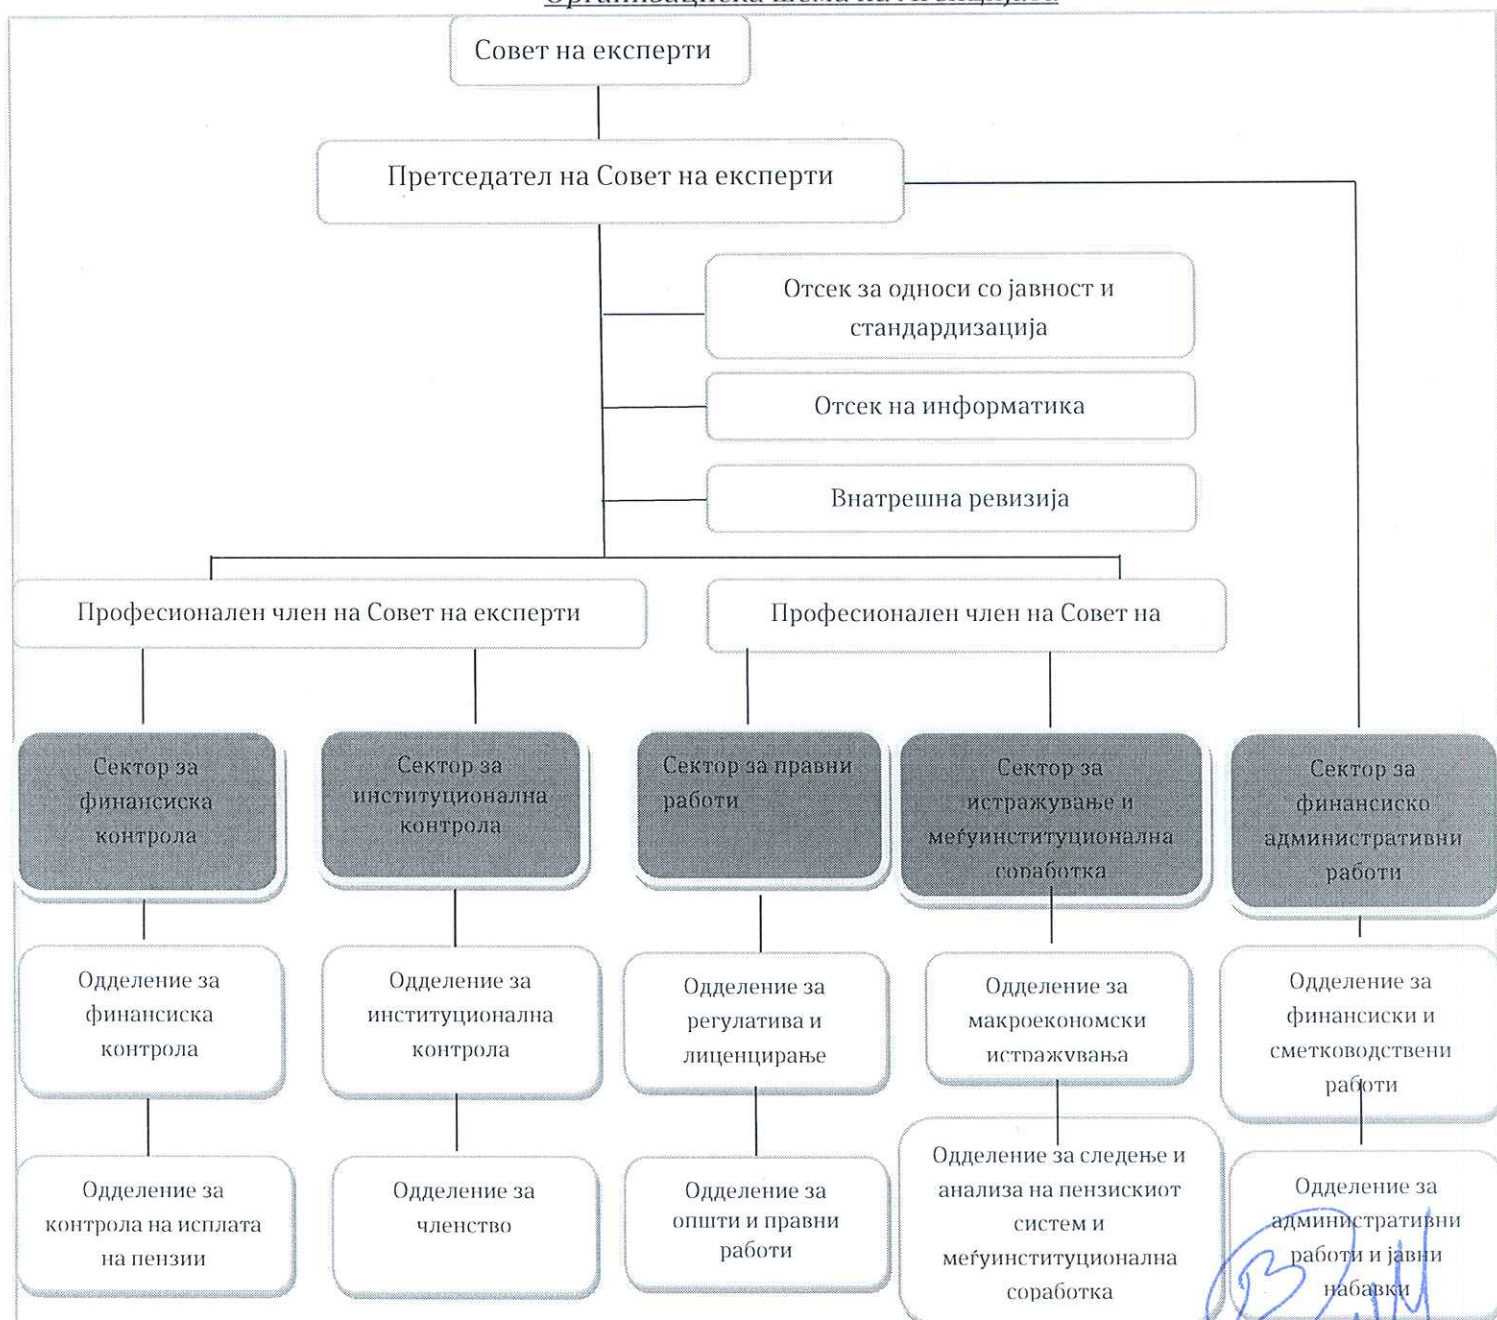 Организациска шема на Агенцијата
Совет на експерти
Претседател на Совет на експерти
Отсек за односи со јавност и
стандардизација
Отсек на информатика
Внатрешна ревизија
Професионален член на Совет на експерти
Професионален член на Совет на
Сектор за
финансиска
контрола
Сектор за
институционална
контрола
Сектор за правни
работи
Сектор за
истражување и
меѓуинституционална
соработка
Сектор за
финансиско
административни
работи
Одделение за
финансиска
контрола
Одделение за
институционална
контрола
Одделение за
регулатива и
лиценцирање
Одделение за
макроекономски
истражувања
Одделение за
финансиски и
сметководствени
работи
Одделение за
контрола на исплата
на пензии
Одделение за
членство
Одделение за
општи и правни
работи
Одделение за следење и
анализа на пензискиот
систем и
меѓуинституционална
соработка
Одделение за
административни
работи и јавни
набавки